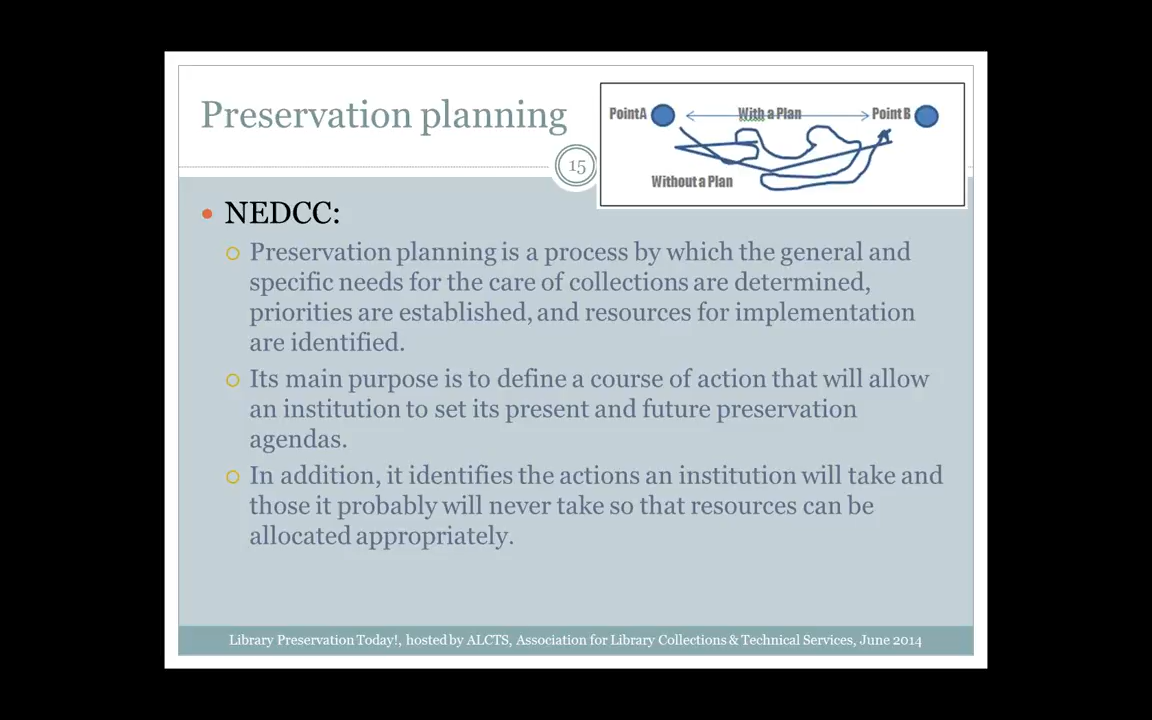 Preservation planning
PointA
With a Plan
Point B
Without a Plan
15
NEDCC:
Preservation planning is a process by which the general and
specific needs for the care of collections are determined,
priorities are established, and resources for implementation
are identified.
Its main purpose is to define a course of action that will allow
an institution to set its present and future preservation
agendas.
In addition, it identifies the actions an institution will take and
those it probably will never take so that resources can be
allocated appropriately.
Library Preservation Today!, hosted by ALCTS, Association for Library Collections & Technical Services, June 2014